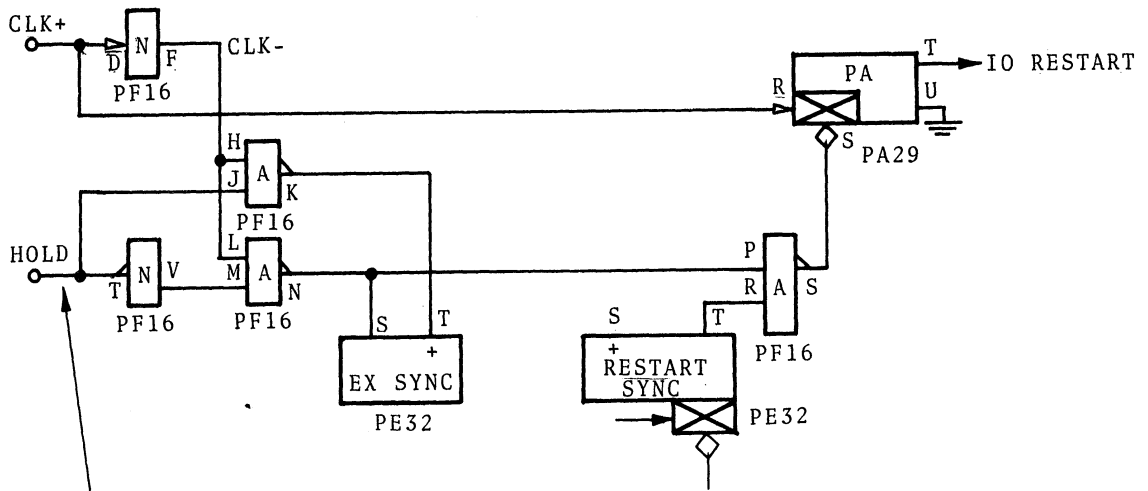 CLK+
N
D
F
CLK-
PF16
PA
T
IO RESTART
R
U
S
PA29
H
J
A
K
PF16
HOLD
L
M
A
N
T
N
V
PF16
PF16
P
R
A
S
PF16
S
T
+
EX SYNC
PE32
S
T
+
RESTART
SYNC
PE32